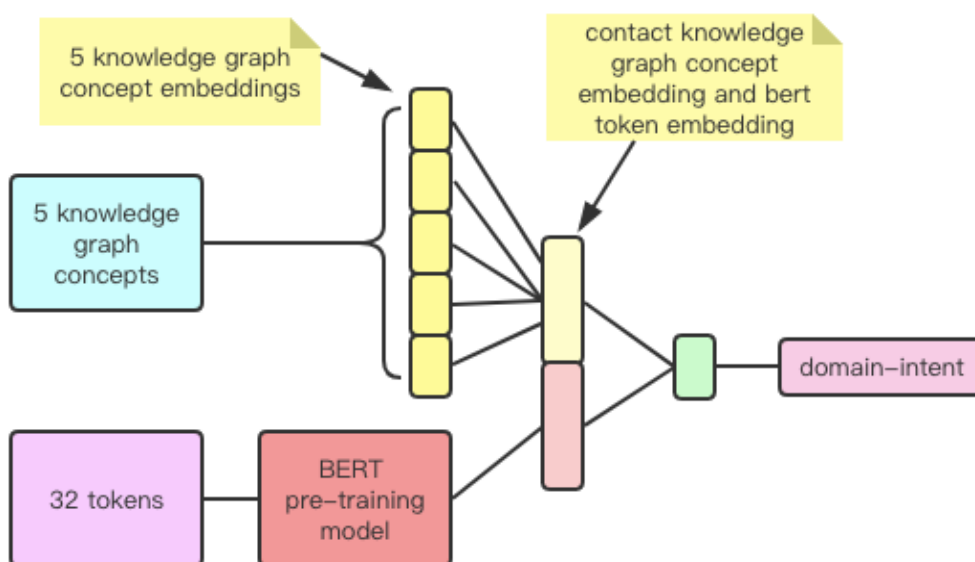 5 knowledge graph
concept embeddings
contact knowledge
graph concept
embedding and bert
token embedding
5 knowledge
graph
concepts
domain–intent
32 tokens
BERT
pre–training
model